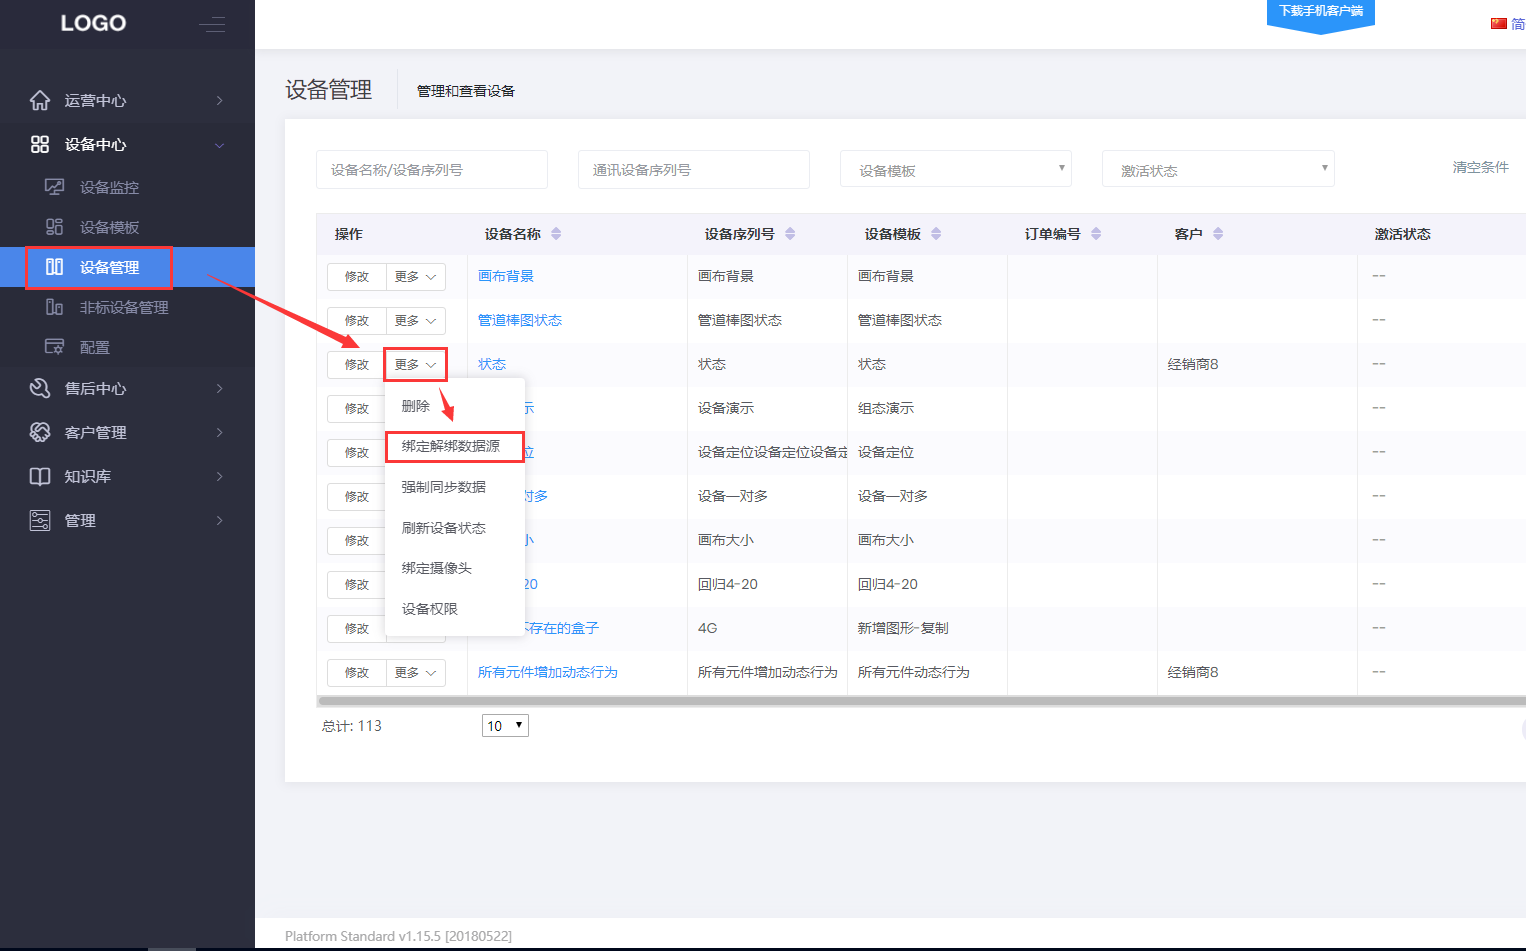 LOGO
下载手机客户端
简
运营中心
设备中心
设备监控
设备模板
设备管理
非标设备管理
配置
售后中心
客户管理
知识库
管理
设备管理
管理和查看设备
设备名称/设备序列号
通讯设备序列号
设备模板
激活状态
清空条件
操作 设备名称 设备序列号 设备模板 订单编号 客户 激活状态
修改 更多 画布背景 画布背景 画布背景 --
修改 更多 管道棒图状态 管道棒图状态 管道棒图状态 --
修改 更多 状态 状态 状态 经销商8 --
修改 示 设备演示 组态演示 --
修改 位 设备定位设备定位设备定 设备定位 --
修改 对多 设备—对多 设备—对多 --
修改 小 画布大小 画布大小 --
修改 20 回归4-20 回归4-20 --
修改 不存在的盒子 4G 新增图形-复制 --
修改 更多 所有元件增加动态行为 所有元件增加动态行为 所有元件动态行为 经销商8 --
删除
绑定解绑数据源
强制同步数据
刷新设备状态
绑定摄像头
设备权限
总计: 113
10
Platform Standard v1.15.5 [20180522]